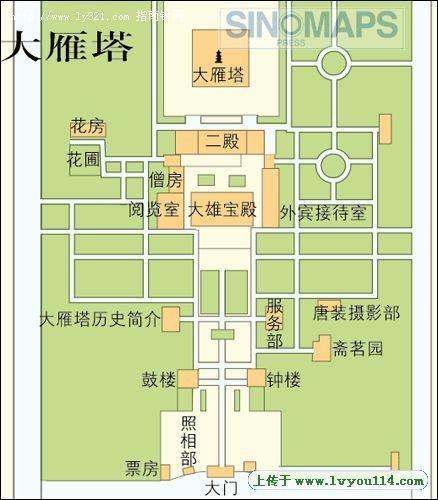 http://www.ly321.com 指南针网
SINOMAPS
PRESS
大雁塔
大雁塔
花房
二殿
花圃
僧房
阅览室
大雄宝殿
外宾接待室
大雁塔历史简介
服务部
唐装摄影部
斋茗园
鼓楼
钟楼
照相部
票房
大门
上传于 www.lvyou114.com